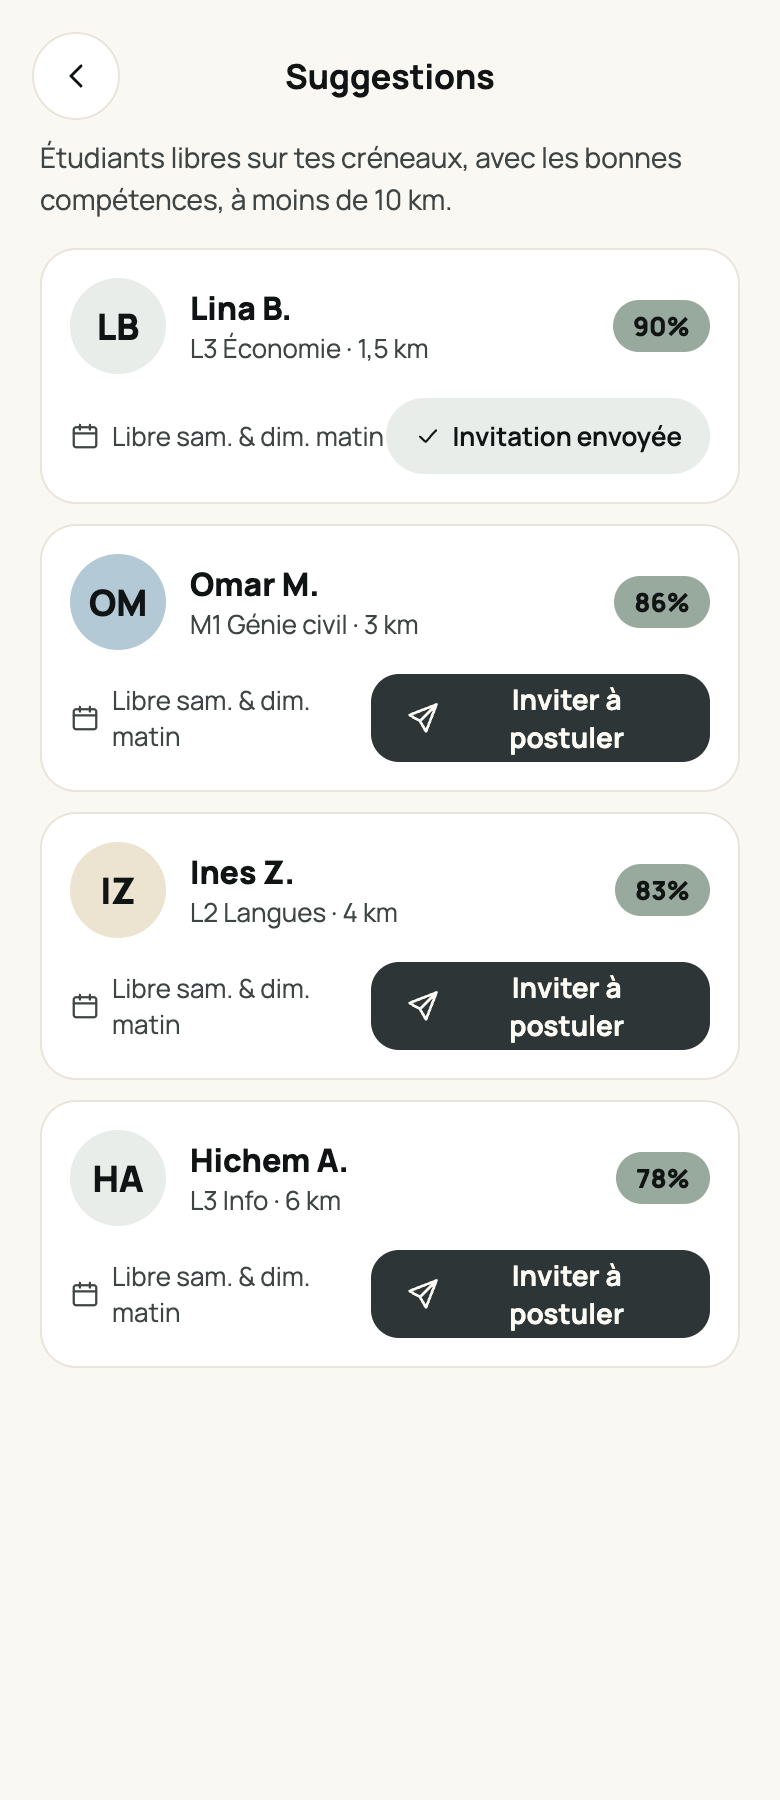 Suggestions
Étudiants libres sur tes créneaux, avec les bonnes
compétences, à moins de 10 km.
LB
Lina B.
L3 Économie · 1,5 km
90%
Libre sam. & dim. matin
Invitation envoyée
OM
Omar M.
M1 Génie civil · 3 km
86%
Libre sam. & dim.
matin
Inviter à
postuler
IZ
Ines Z.
L2 Langues · 4 km
83%
Libre sam. & dim.
matin
Inviter à
postuler
HA
Hichem A.
L3 Info · 6 km
78%
Libre sam. & dim.
matin
Inviter à
postuler